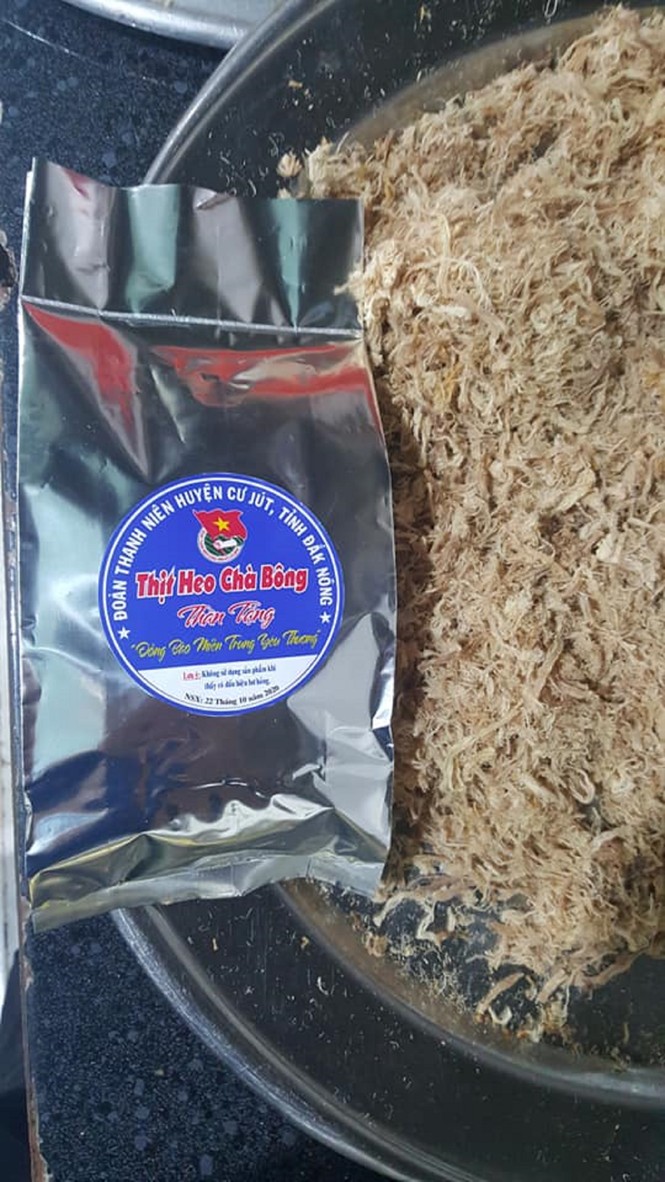 ★ ĐOÀN THANH NIÊN HUYỆN CƯ JÚT, TỈNH ĐĂK NÔNG ★
Thịt Heo Chà Bông
Thân Tặng
"Đồng Bào Miền Trung Yêu Thương"
Lưu ý: Không sử dụng sản phẩm khi
thấy có dấu hiệu hư hỏng.
NSX: 22 Tháng 10 năm 2020